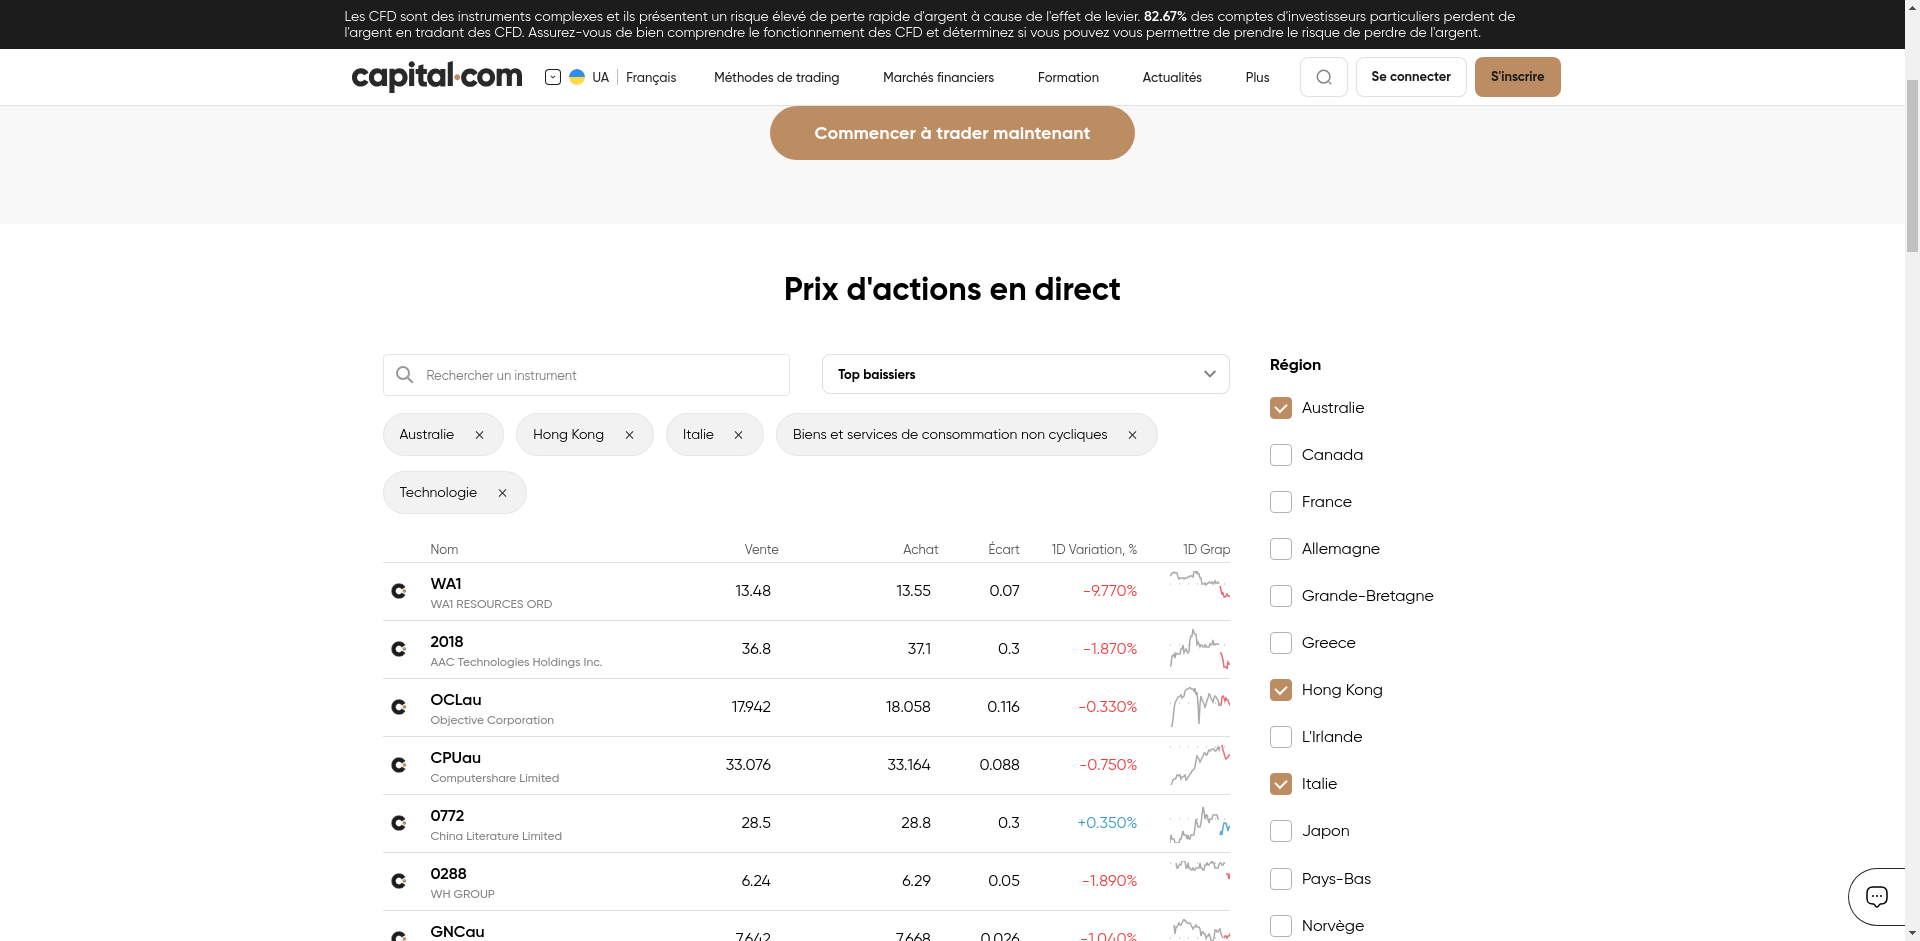 Les CFD sont des instruments complexes et ils présentent un risque élevé de perte rapide d'argent à cause de l'effet de levier. 82.67% des comptes d'investisseurs particuliers perdent de
l'argent en tradant des CFD. Assurez-vous de bien comprendre le fonctionnement des CFD et déterminez si vous pouvez vous permettre de prendre le risque de perdre de l'argent.
capital.com UA Français Méthodes de trading Marchés financiers Formation Actualités Plus Se connecter S'inscrire
Commencer à trader maintenant
Prix d'actions en direct
Rechercher un instrument
Top baissiers
Australie Hong Kong Italie Biens et services de consommation non cycliques
Technologie
Nom Vente Achat Écart 1D Variation, % 1D Grap
WA1 13.48 13.55 0.07 -9.770%
WA1 RESOURCES ORD
2018 36.8 37.1 0.3 -1.870%
AAC Technologies Holdings Inc.
OCLau 17.942 18.058 0.116 -0.330%
Objective Corporation
CPUau 33.076 33.164 0.088 -0.750%
Computershare Limited
0772 28.5 28.8 0.3 +0.350%
China Literature Limited
0288 6.24 6.29 0.05 -1.890%
WH GROUP
GNCau 7.642 7.668 0.026 -1.040%
Région
Australie
Canada
France
Allemagne
Grande-Bretagne
Greece
Hong Kong
L'Irlande
Italie
Japon
Pays-Bas
Norvège